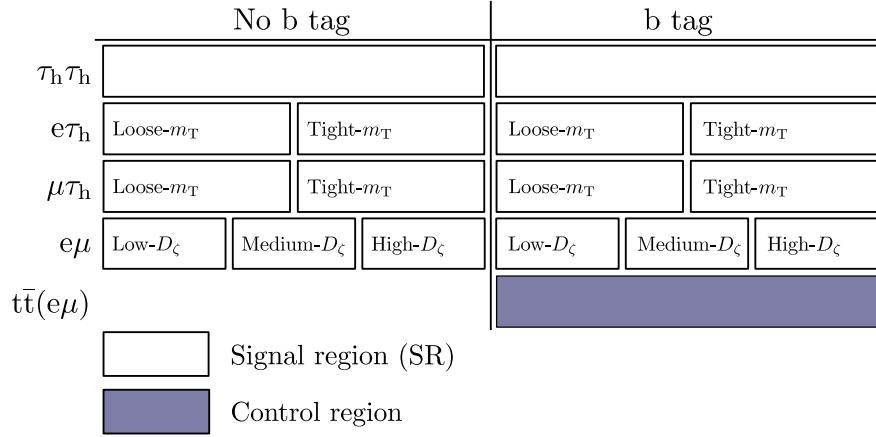 No b tag b tag
τhτh
eτh Loose-mT Tight-mT Loose-mT Tight-mT
μτh Loose-mT Tight-mT Loose-mT Tight-mT
eμ Low-Dζ Medium-Dζ High-Dζ Low-Dζ Medium-Dζ High-Dζ
tt̄(eμ)
Signal region (SR)
Control region